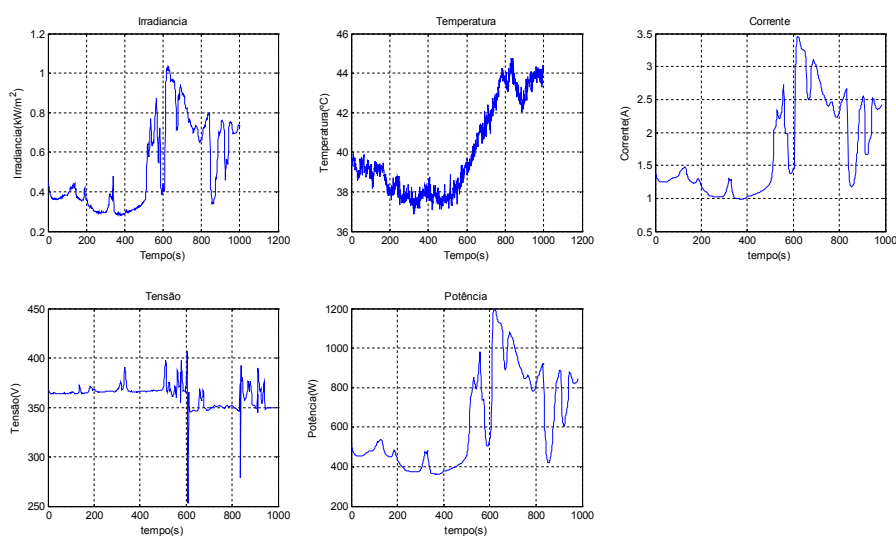 Irradiancia
1.2
1
0.8
0.6
0.4
0.2
Irradiancia(kW/m²)
0 200 400 600 800 1000 1200
Tempo(s)
Temperatura
46
44
42
40
38
36
Temperatura(ºC)
0 200 400 600 800 1000 1200
Tempo(s)
Corrente
3.5
3
2.5
2
1.5
1
0.5
Corrente(A)
0 200 400 600 800 1000
tempo(s)
Tensão
450
400
350
300
250
Tensão(V)
0 200 400 600 800 1000
tempo(s)
Potência
1200
1000
800
600
400
200
Potência(W)
0 200 400 600 800 1000
tempo(s)